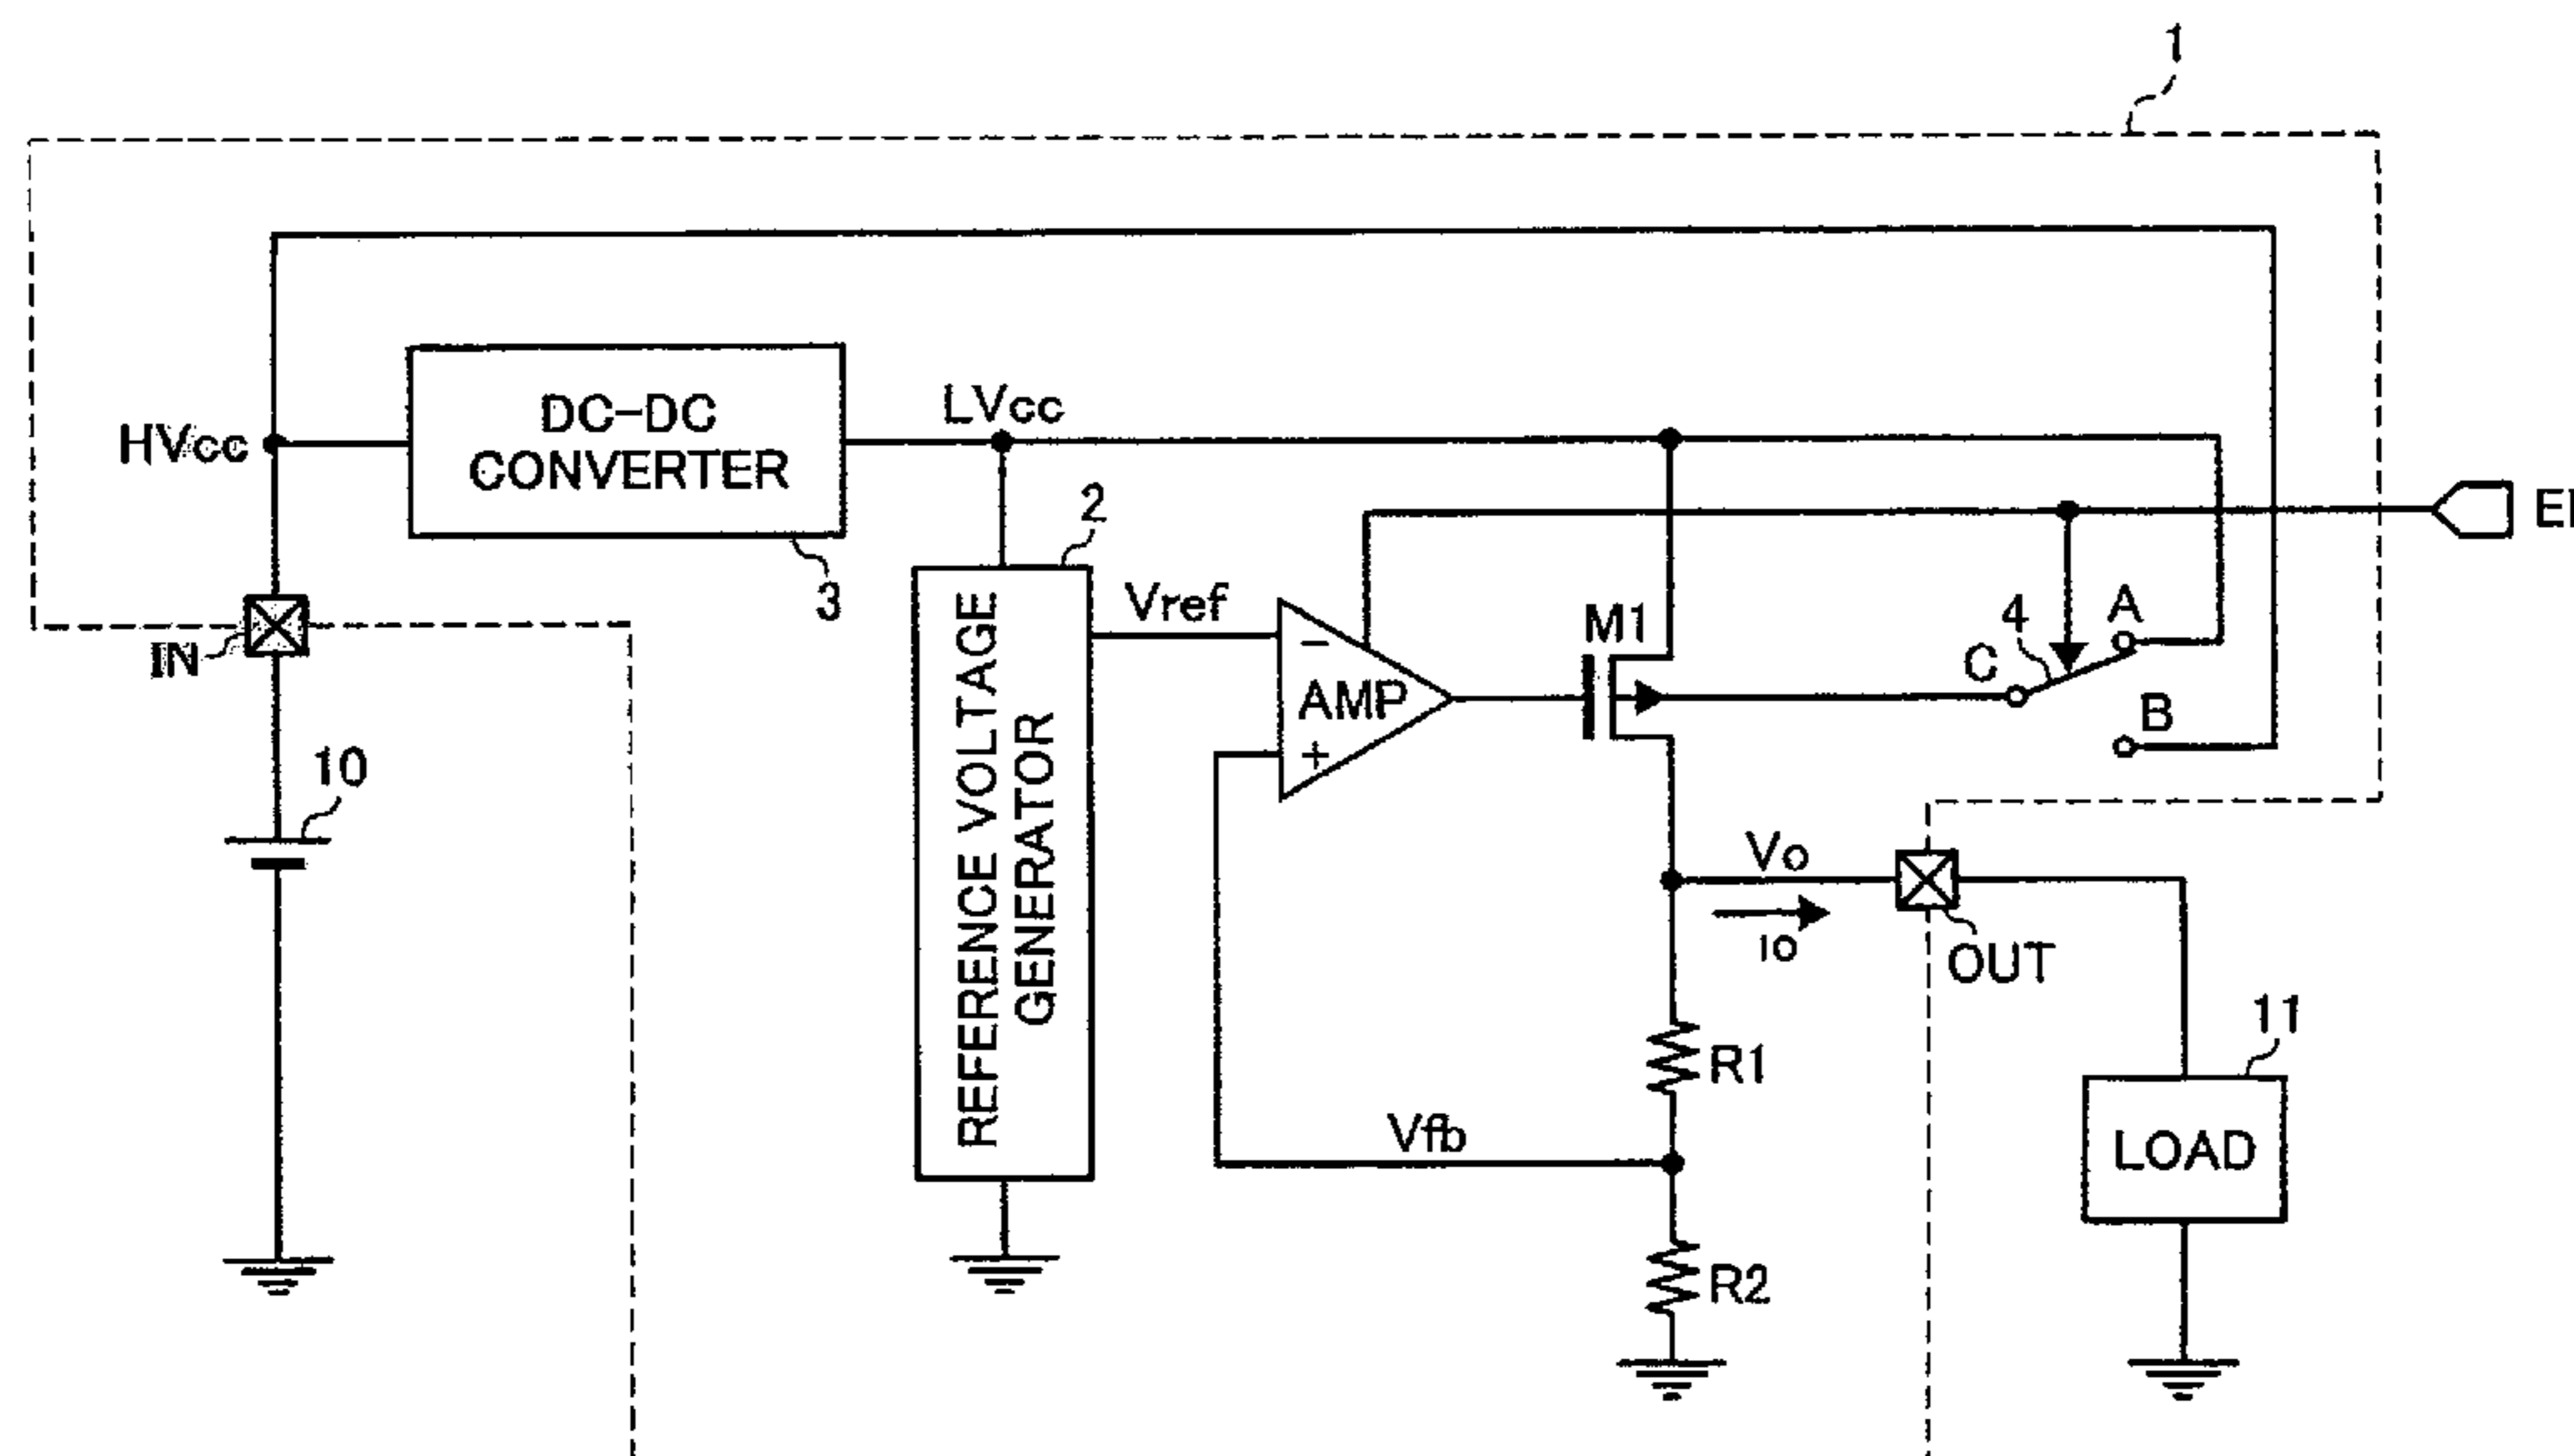 1
HVcc
DC-DC
CONVERTER
3
LVcc
2
REFERENCE VOLTAGE
GENERATOR
Vref
−
AMP
+
M1
C
4
A
B
IN
10
Vo
io
OUT
R1
Vfb
R2
11
LOAD